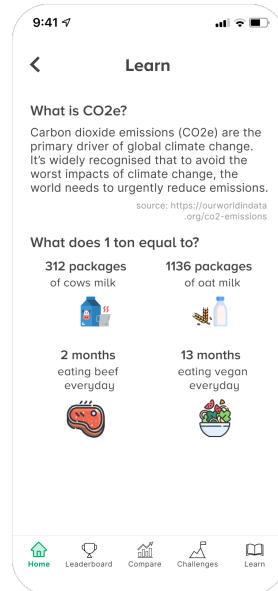 9:41
Learn
What is CO2e?
Carbon dioxide emissions (CO2e) are the
primary driver of global climate change.
It's widely recognised that to avoid the
worst impacts of climate change, the
world needs to urgently reduce emissions.
source: https://ourworldindata
.org/co2-emissions
What does 1 ton equal to?
312 packages
of cows milk
1136 packages
of oat milk
2 months
eating beef
everyday
13 months
eating vegan
everyday
Home Leaderboard Compare Challenges Learn